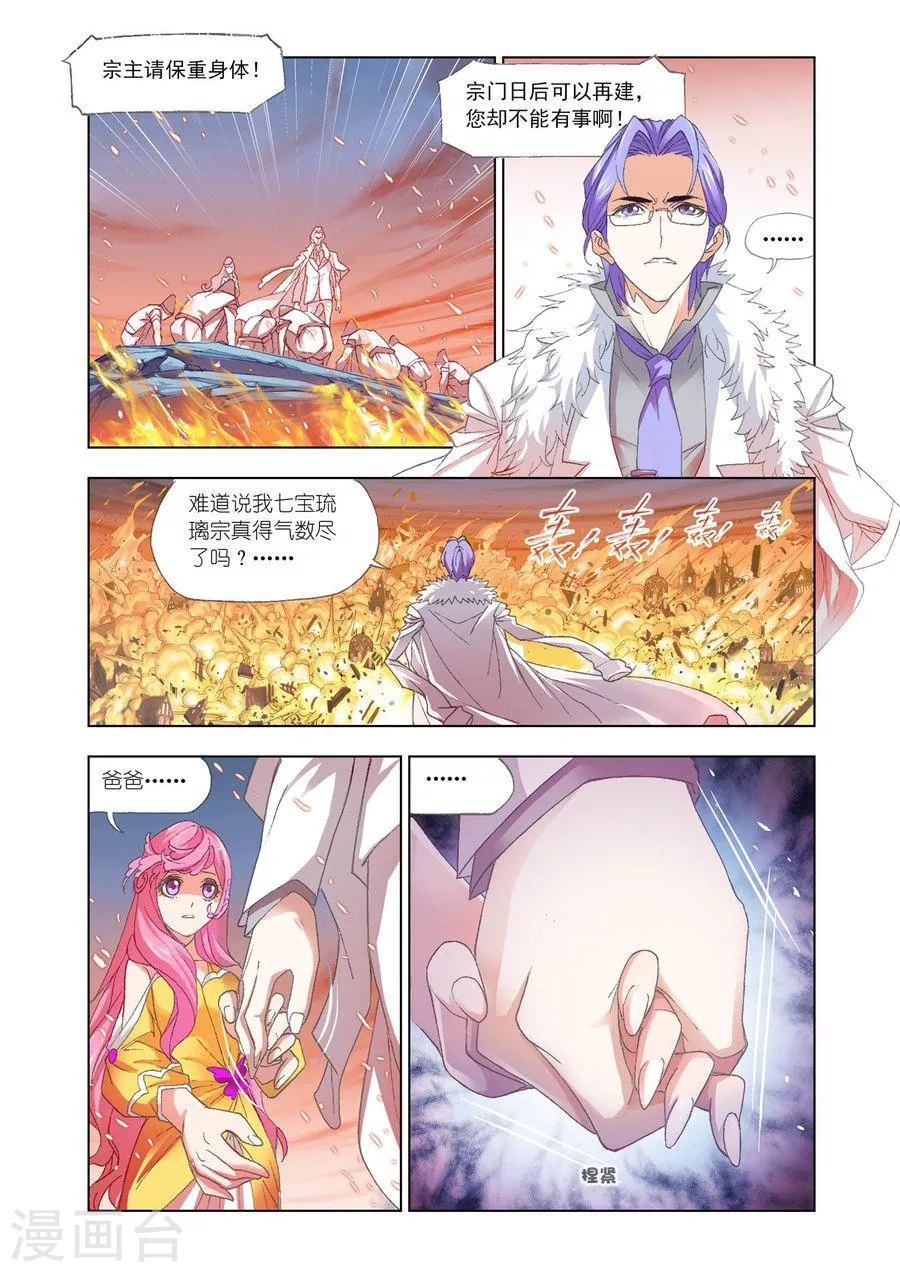 宗主请保重身体！
宗门日后可以再建，
您却不能有事啊！
……
难道说我七宝琉
璃宗真得气数尽
了吗？……
轰！轰！轰！轰！
爸爸……
……
捏紧
漫画台